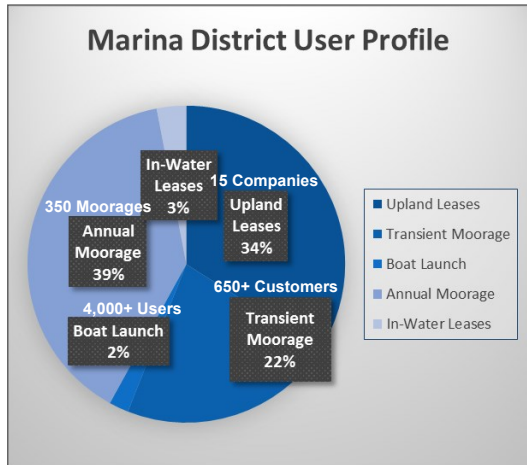 Marina District User Profile
In-Water
Leases
3%
15 Companies
Upland
Leases
34%
350 Moorages
Annual
Moorage
39%
650+ Customers
Transient
Moorage
22%
4,000+ Users
Boat Launch
2%
Upland Leases
Transient Moorage
Boat Launch
Annual Moorage
In-Water Leases